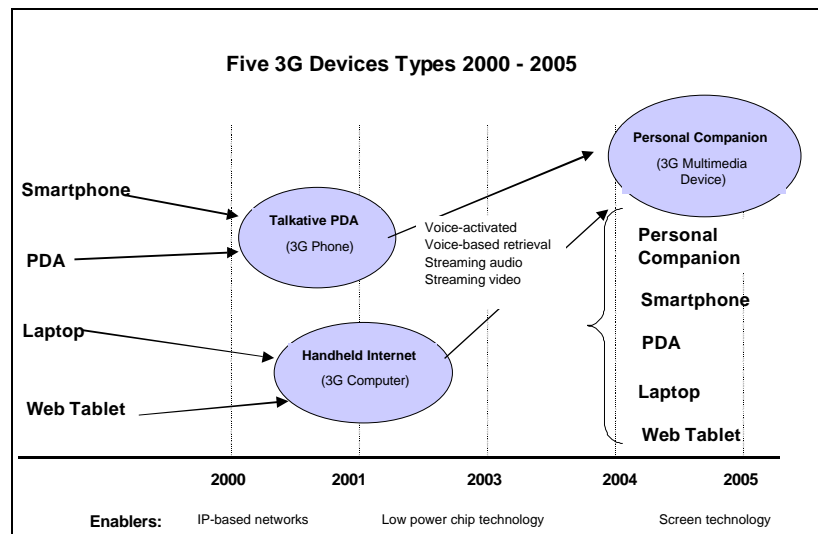 Five 3G Devices Types 2000 - 2005
Smartphone
PDA
Laptop
Web Tablet
Talkative PDA
(3G Phone)
Handheld Internet
(3G Computer)
Voice-activated
Voice-based retrieval
Streaming audio
Streaming video
Personal Companion
(3G Multimedia
Device)
Personal
Companion
Smartphone
PDA
Laptop
Web Tablet
2000
2001
2003
2004
2005
Enablers:
IP-based networks
Low power chip technology
Screen technology